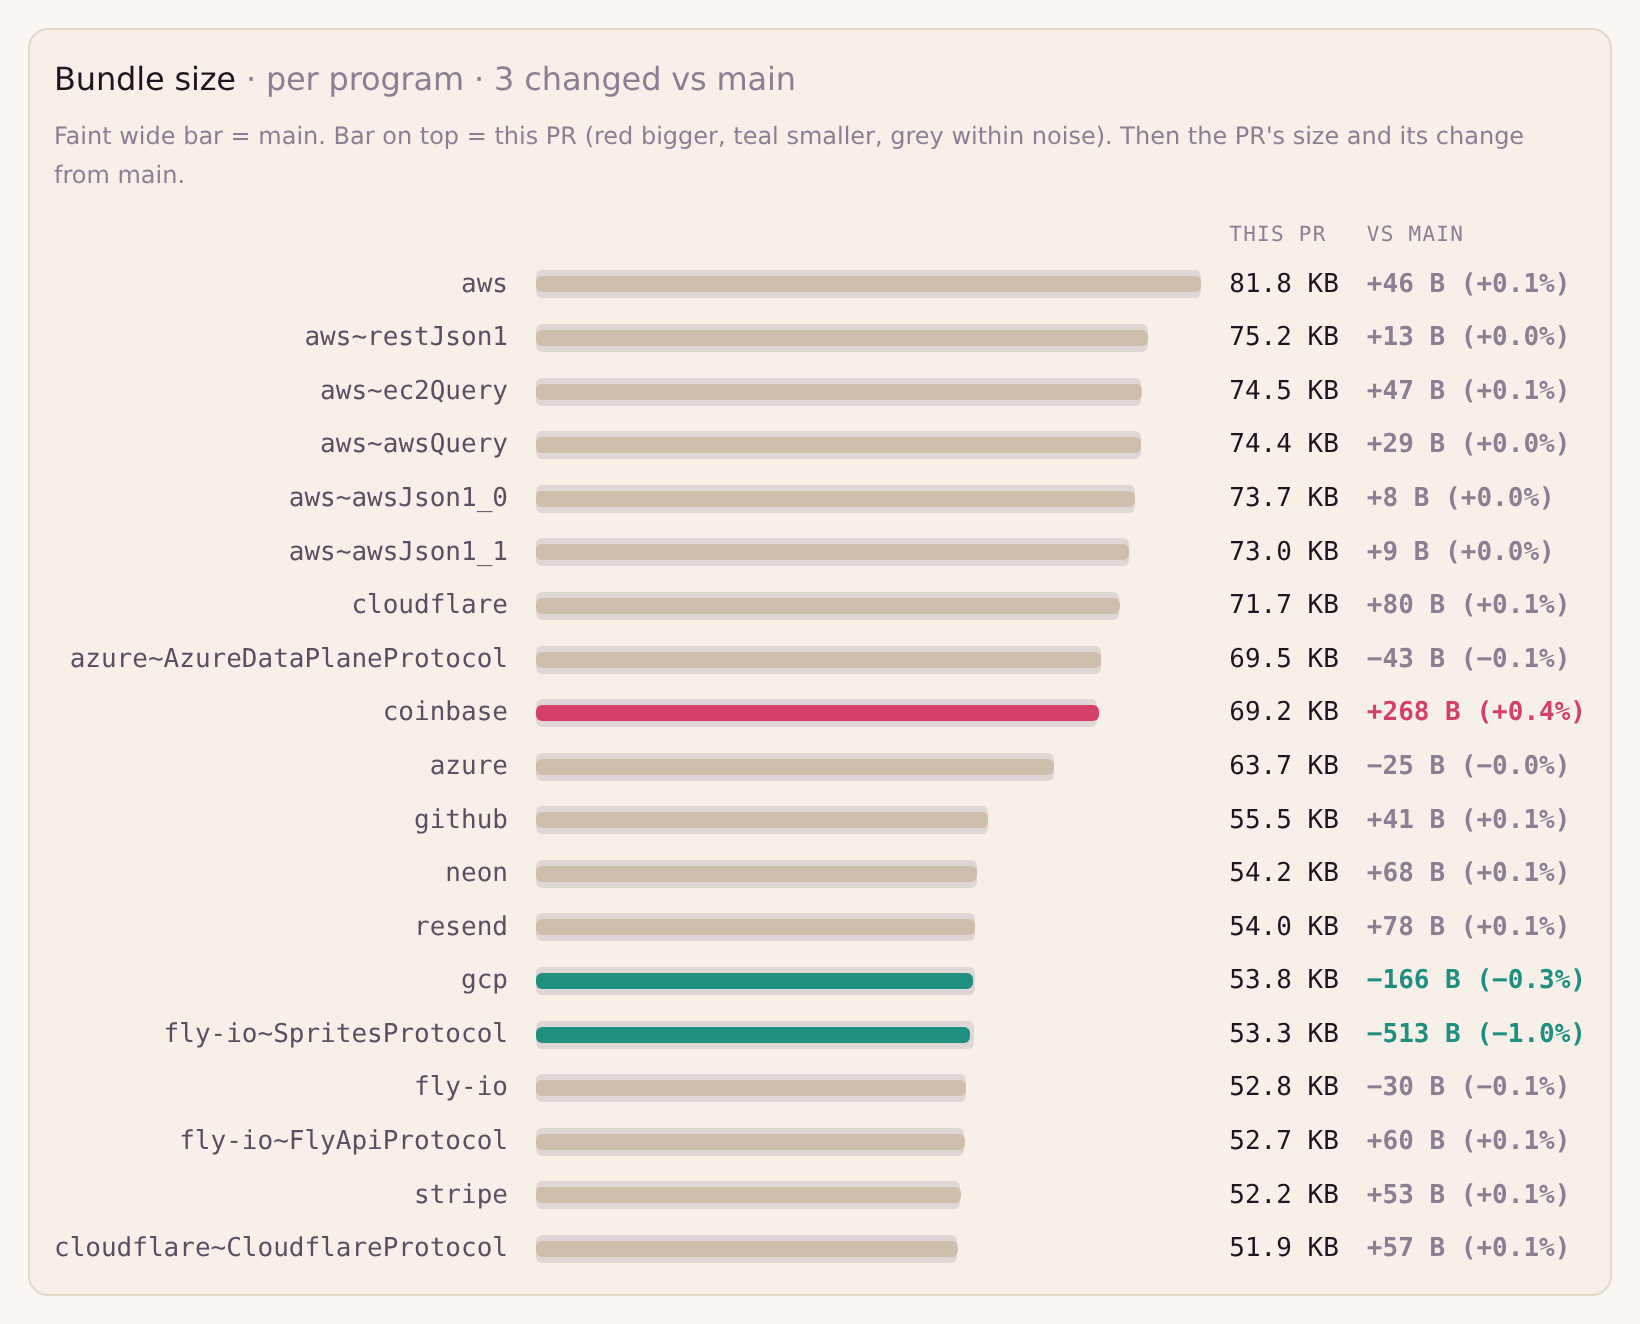 Bundle size · per program · 3 changed vs main
Faint wide bar = main. Bar on top = this PR (red bigger, teal smaller, grey within noise). Then the PR's size and its change
from main.
THIS PR VS MAIN
aws 81.8 KB +46 B (+0.1%)
aws~restJson1 75.2 KB +13 B (+0.0%)
aws~ec2Query 74.5 KB +47 B (+0.1%)
aws~awsQuery 74.4 KB +29 B (+0.0%)
aws~awsJson1_0 73.7 KB +8 B (+0.0%)
aws~awsJson1_1 73.0 KB +9 B (+0.0%)
cloudflare 71.7 KB +80 B (+0.1%)
azure~AzureDataPlaneProtocol 69.5 KB −43 B (−0.1%)
coinbase 69.2 KB +268 B (+0.4%)
azure 63.7 KB −25 B (−0.0%)
github 55.5 KB +41 B (+0.1%)
neon 54.2 KB +68 B (+0.1%)
resend 54.0 KB +78 B (+0.1%)
gcp 53.8 KB −166 B (−0.3%)
fly-io~SpritesProtocol 53.3 KB −513 B (−1.0%)
fly-io 52.8 KB −30 B (−0.1%)
fly-io~FlyApiProtocol 52.7 KB +60 B (+0.1%)
stripe 52.2 KB +53 B (+0.1%)
cloudflare~CloudflareProtocol 51.9 KB +57 B (+0.1%)